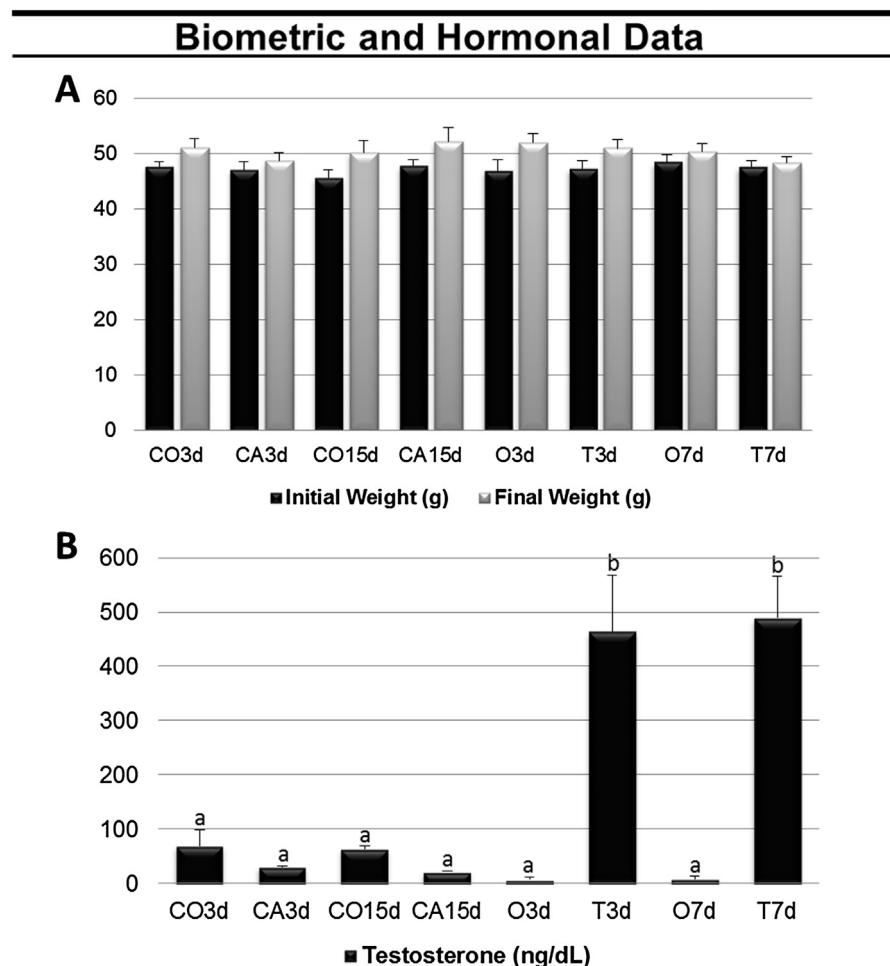 Biometric and Hormonal Data
A
60
50
40
30
20
10
0
CO3d CA3d CO15d CA15d O3d T3d O7d T7d
Initial Weight (g) Final Weight (g)
B
600
500
400
300
200
100
0
a a a a a b a b
CO3d CA3d CO15d CA15d O3d T3d O7d T7d
Testosterone (ng/dL)